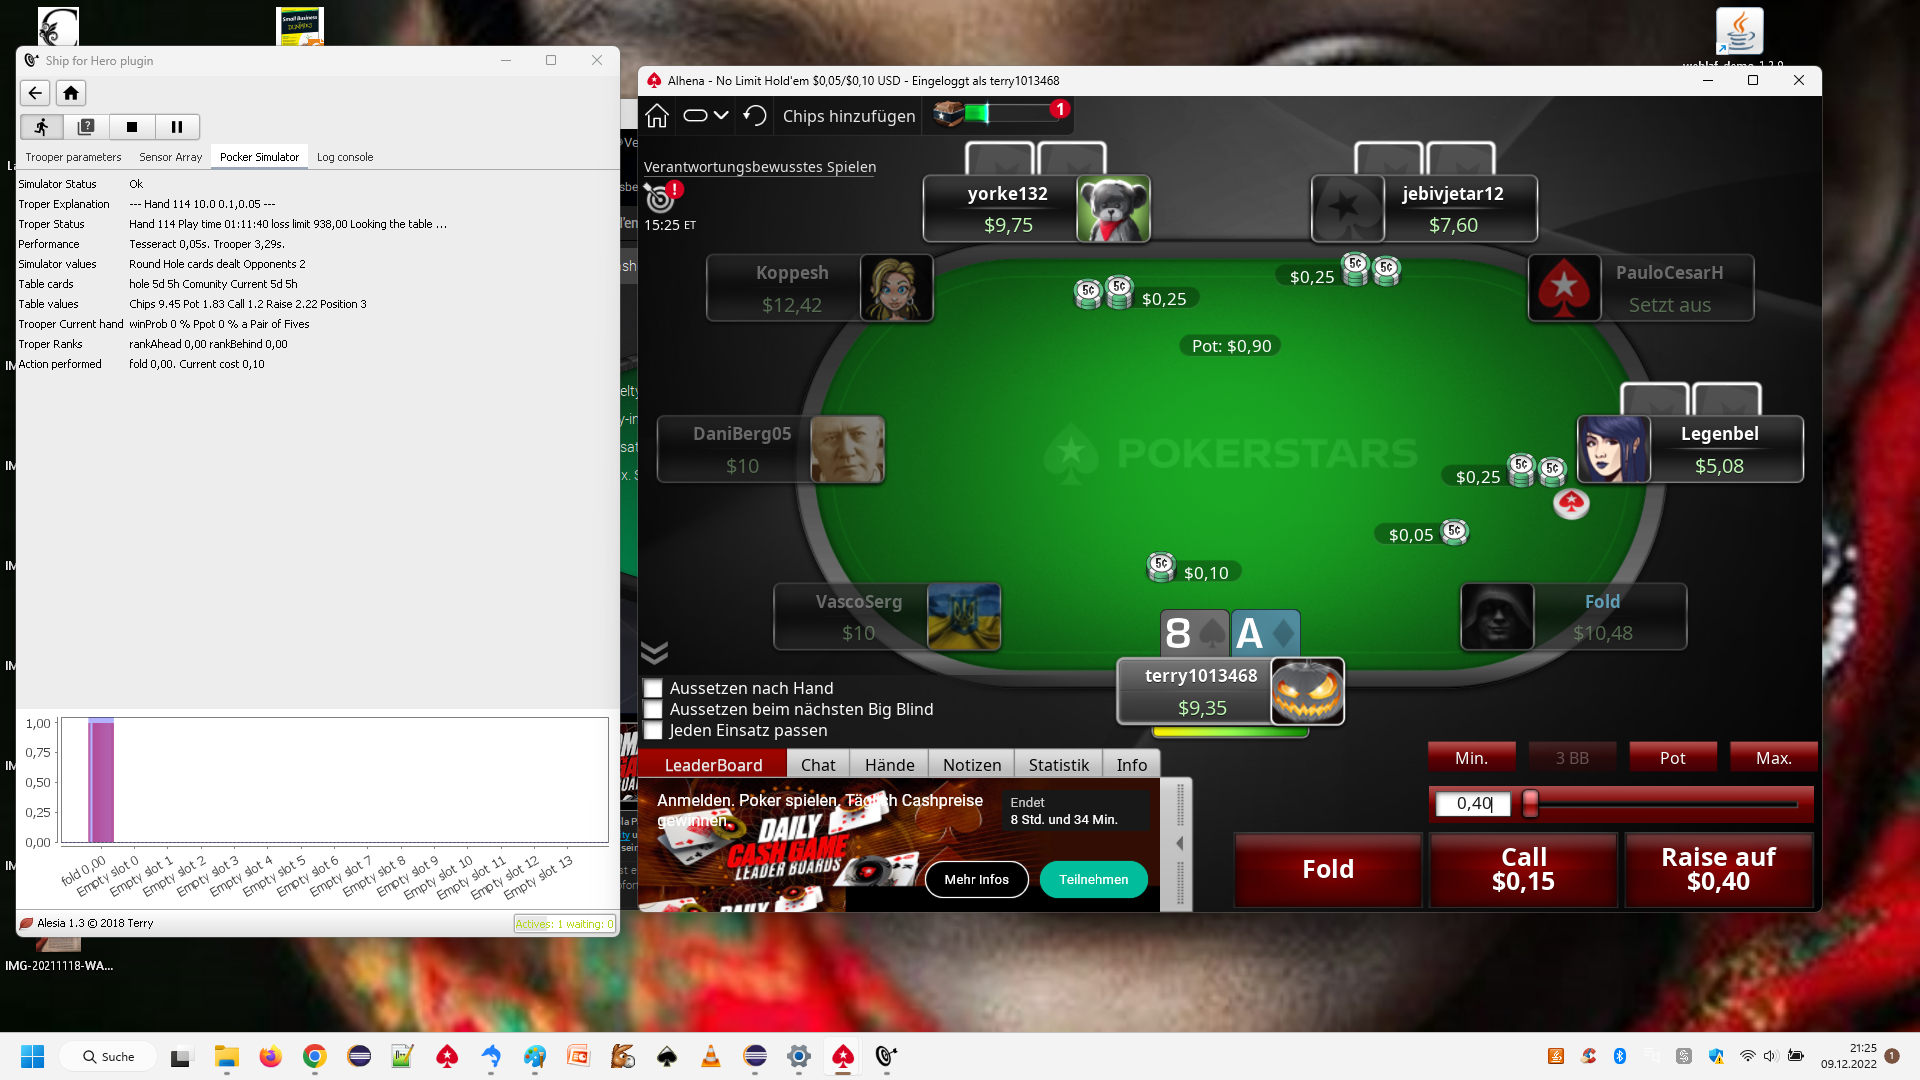 Small Business
DUMMIES
Ship for Hero plugin
Trooper parameters
Sensor Array
Pocker Simulator
Log console
Simulator Status Ok
Troper Explanation --- Hand 114 10.0 0.1,0.05 ---
Troper Status Hand 114 Play time 01:11:40 loss limit 938,00 Looking the table ...
Performance Tesseract 0,05s. Trooper 3,29s.
Simulator values Round Hole cards dealt Opponents 2
Table cards hole 5d 5h Comunity Current 5d 5h
Table values Chips 9.45 Pot 1.83 Call 1.2 Raise 2.22 Position 3
Trooper Current hand winProb 0 % Ppot 0 % a Pair of Fives
Troper Ranks rankAhead 0,00 rankBehind 0,00
Action performed fold 0,00. Current cost 0,10
1,00
0,75
0,50
0,25
0,00
fold 0,00
Empty slot 0
Empty slot 1
Empty slot 2
Empty slot 3
Empty slot 4
Empty slot 5
Empty slot 6
Empty slot 7
Empty slot 8
Empty slot 9
Empty slot 10
Empty slot 11
Empty slot 12
Empty slot 13
Alesia 1.3 © 2018 Terry
Actives: 1 waiting: 0
IMG-20211118-WA...
Alhena - No Limit Hold'em $0,05/$0,10 USD - Eingeloggt als terry1013468
Chips hinzufügen
1
Verantwortungsbewusstes Spielen
15:25 ET
yorke132
$9,75
jebivjetar12
$7,60
Koppesh
$12,42
PauloCesarH
Setzt aus
$0,25
$0,25
Pot: $0,90
DaniBerg05
$10
POKERSTARS
Legenbel
$5,08
$0,25
$0,05
$0,10
VascoSerg
$10
Fold
$10,48
8
A
terry1013468
$9,35
Aussetzen nach Hand
Aussetzen beim nächsten Big Blind
Jeden Einsatz passen
LeaderBoard
Chat
Hände
Notizen
Statistik
Info
Anmelden. Poker spielen. Täglich Cashpreise
gewinnen.
Endet
8 Std. und 34 Min.
DAILY
CASH GAME
LEADER BOARDS
Mehr Infos
Teilnehmen
Min.
3 BB
Pot
Max.
0,40
Fold
Call
$0,15
Raise auf
$0,40
Suche
21:25
09.12.2022
1